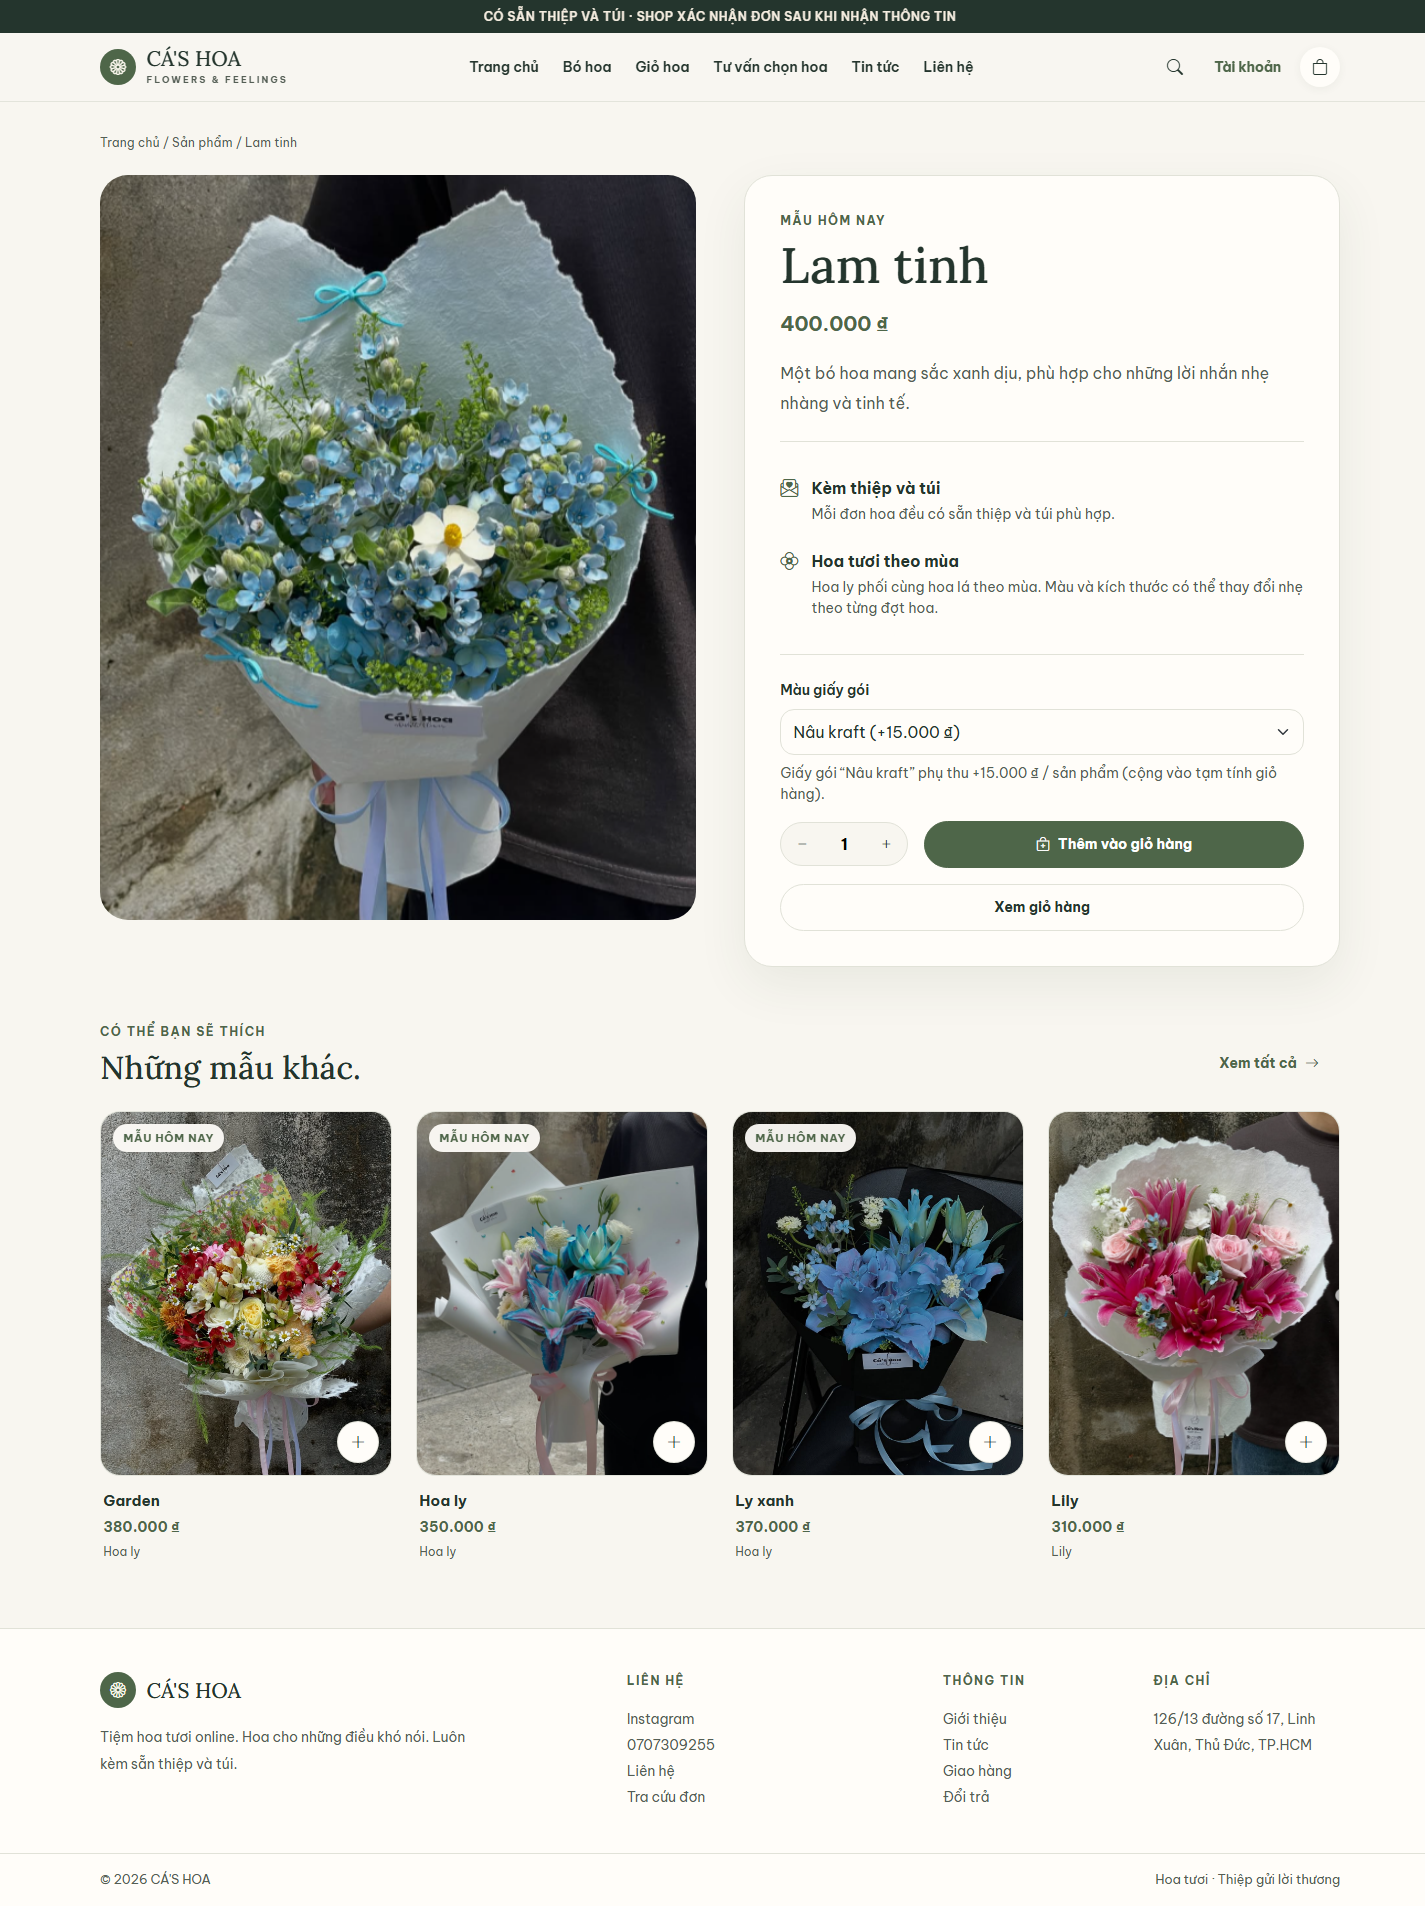 CÓ SẴN THIỆP VÀ TÚI · SHOP XÁC NHẬN ĐƠN SAU KHI NHẬN THÔNG TIN
CÁ'S HOA
FLOWERS & FEELINGS
Trang chủ
Bó hoa
Giỏ hoa
Tư vấn chọn hoa
Tin tức
Liên hệ
Tài khoản
Trang chủ / Sản phẩm / Lam tinh
Cá's Hoa
MẪU HÔM NAY
Lam tinh
400.000 ₫
Một bó hoa mang sắc xanh dịu, phù hợp cho những lời nhắn nhẹ
nhàng và tinh tế.
Kèm thiệp và túi
Mỗi đơn hoa đều có sẵn thiệp và túi phù hợp.
Hoa tươi theo mùa
Hoa ly phối cùng hoa lá theo mùa. Màu và kích thước có thể thay đổi nhẹ
theo từng đợt hoa.
Màu giấy gói
Nâu kraft (+15.000 ₫)
Giấy gói “Nâu kraft” phụ thu +15.000 ₫ / sản phẩm (cộng vào tạm tính giỏ
hàng).
− 1 +
Thêm vào giỏ hàng
Xem giỏ hàng
CÓ THỂ BẠN SẼ THÍCH
Những mẫu khác.
Xem tất cả →
MẪU HÔM NAY
MẪU HÔM NAY
MẪU HÔM NAY
Cá's Hoa
Garden
380.000 ₫
Hoa ly
Hoa ly
350.000 ₫
Hoa ly
Ly xanh
370.000 ₫
Hoa ly
Lily
310.000 ₫
Lily
CÁ'S HOA
Tiệm hoa tươi online. Hoa cho những điều khó nói. Luôn
kèm sẵn thiệp và túi.
LIÊN HỆ
Instagram
0707309255
Liên hệ
Tra cứu đơn
THÔNG TIN
Giới thiệu
Tin tức
Giao hàng
Đổi trả
ĐỊA CHỈ
126/13 đường số 17, Linh
Xuân, Thủ Đức, TP.HCM
© 2026 CÁ'S HOA
Hoa tươi · Thiệp gửi lời thương